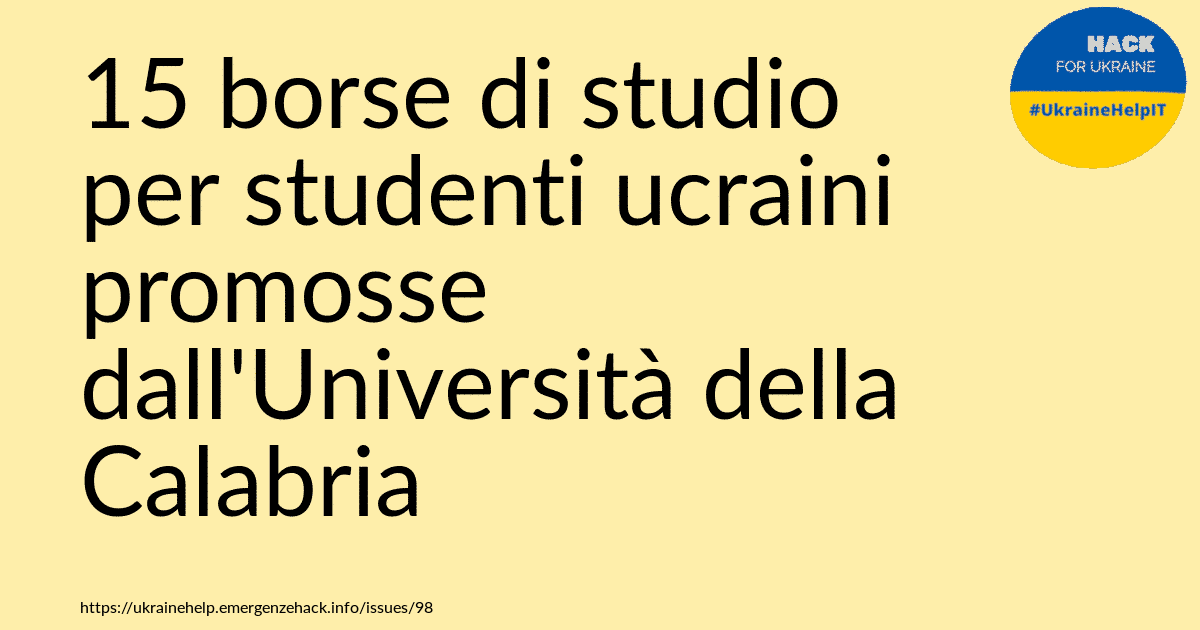 15 borse di studio
per studenti ucraini
promosse
dall'Università della
Calabria
HACK
FOR UKRAINE
#UkraineHelpIT
https://ukrainehelp.emergenzehack.info/issues/98